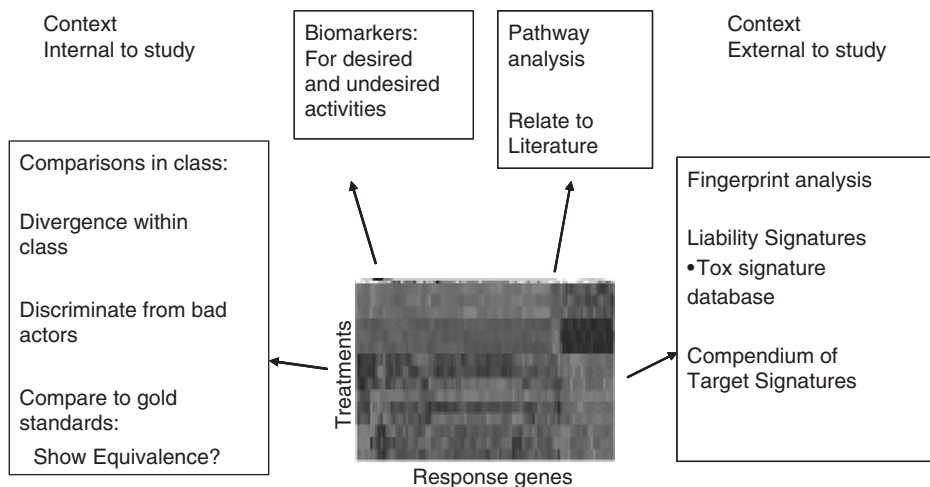 Context
Internal to study
Biomarkers:
For desired
and undesired
activities
Pathway
analysis
Relate to
Literature
Context
External to study
Comparisons in class:
Divergence within
class
Discriminate from bad
actors
Compare to gold
standards:
Show Equivalence?
Fingerprint analysis
Liability Signatures
•Tox signature
database
Compendium of
Target Signatures
Treatments
Response genes